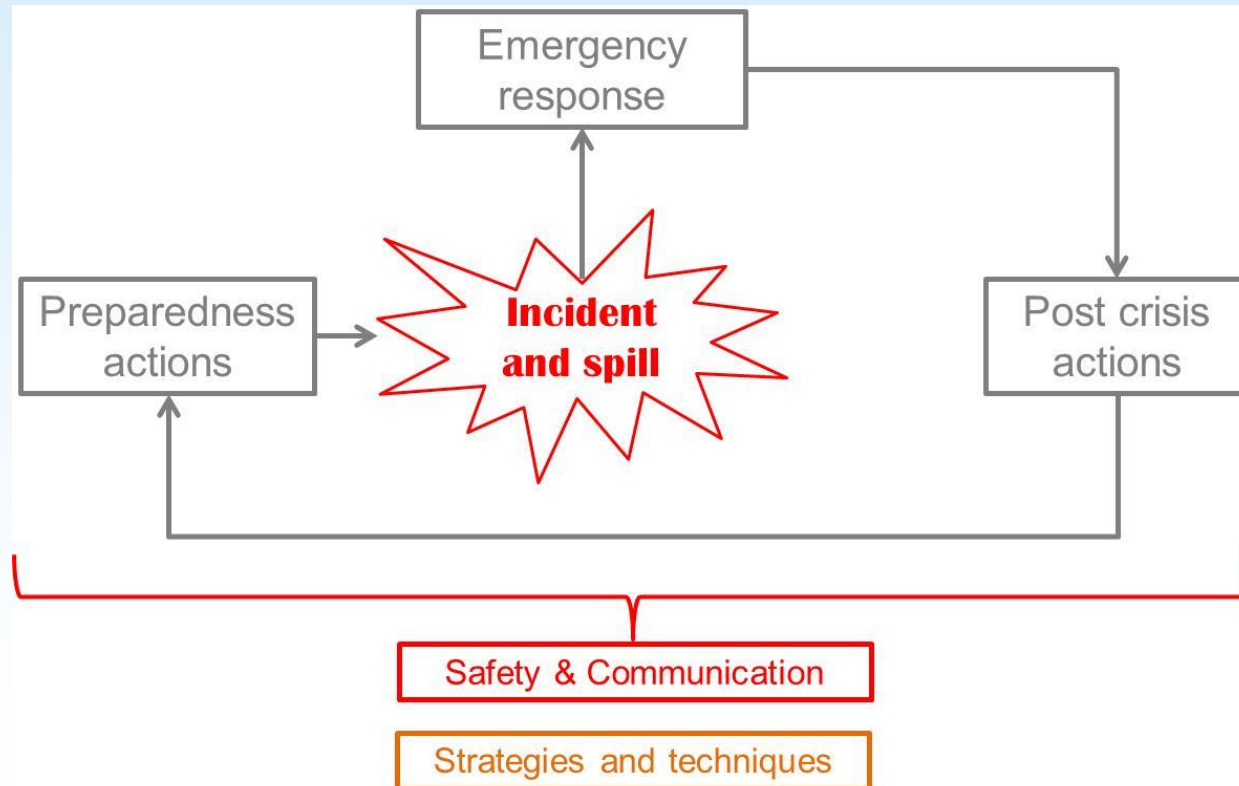 Emergency
response
Preparedness
actions
Incident
and spill
Post crisis
actions
Safety & Communication
Strategies and techniques